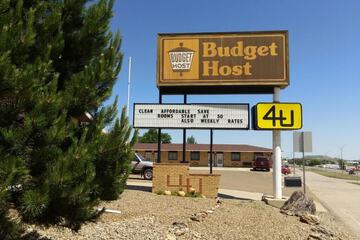 BUDGET
HOST
Budget
Host
CLEAN AFFORDABLE SAVE
ROOMS START AT 50
ALSO WEEKLY RATES
4U